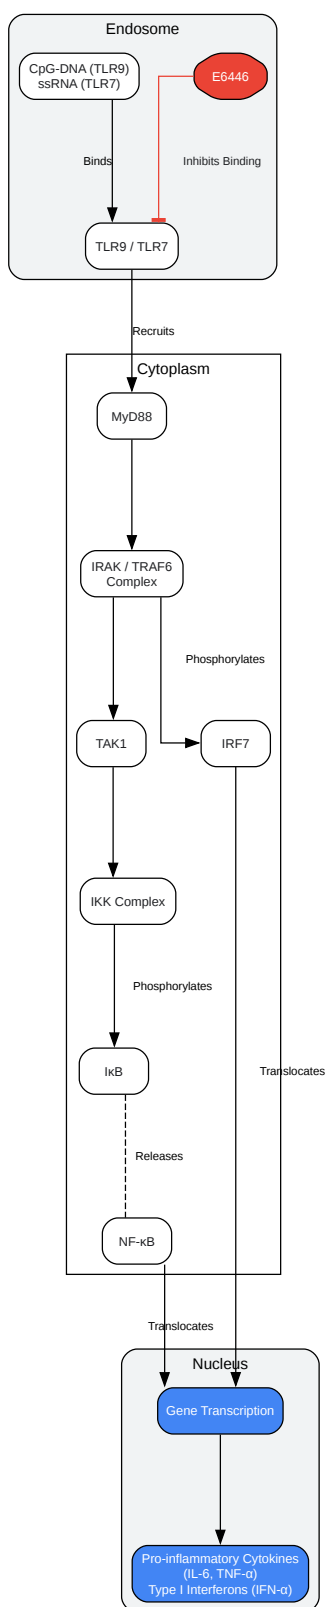 Endosome
CpG-DNA (TLR9)
ssRNA (TLR7)
E6446
Binds
Inhibits Binding
TLR9 / TLR7
Recruits
Cytoplasm
MyD88
IRAK / TRAF6
Complex
Phosphorylates
TAK1
IRF7
IKK Complex
Phosphorylates
IκB
Translocates
Releases
NF-κB
Translocates
Nucleus
Gene Transcription
Pro-inflammatory Cytokines
(IL-6, TNF-α)
Type I Interferons (IFN-α)